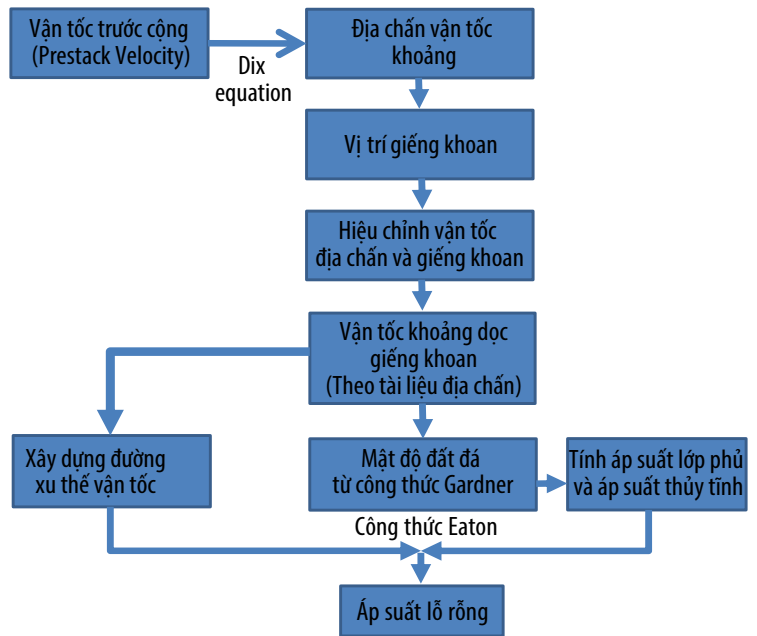 Vận tốc trước cộng
(Prestack Velocity)
Dix
equation
Địa chấn vận tốc
khoảng
Vị trí giếng khoan
Hiệu chỉnh vận tốc
địa chấn và giếng khoan
Vận tốc khoảng dọc
giếng khoan
(Theo tài liệu địa chấn)
Xây dựng đường
xu thế vận tốc
Mật độ đất đá
từ công thức Gardner
Tính áp suất lớp phủ
và áp suất thủy tĩnh
Công thức Eaton
Áp suất lỗ rỗng